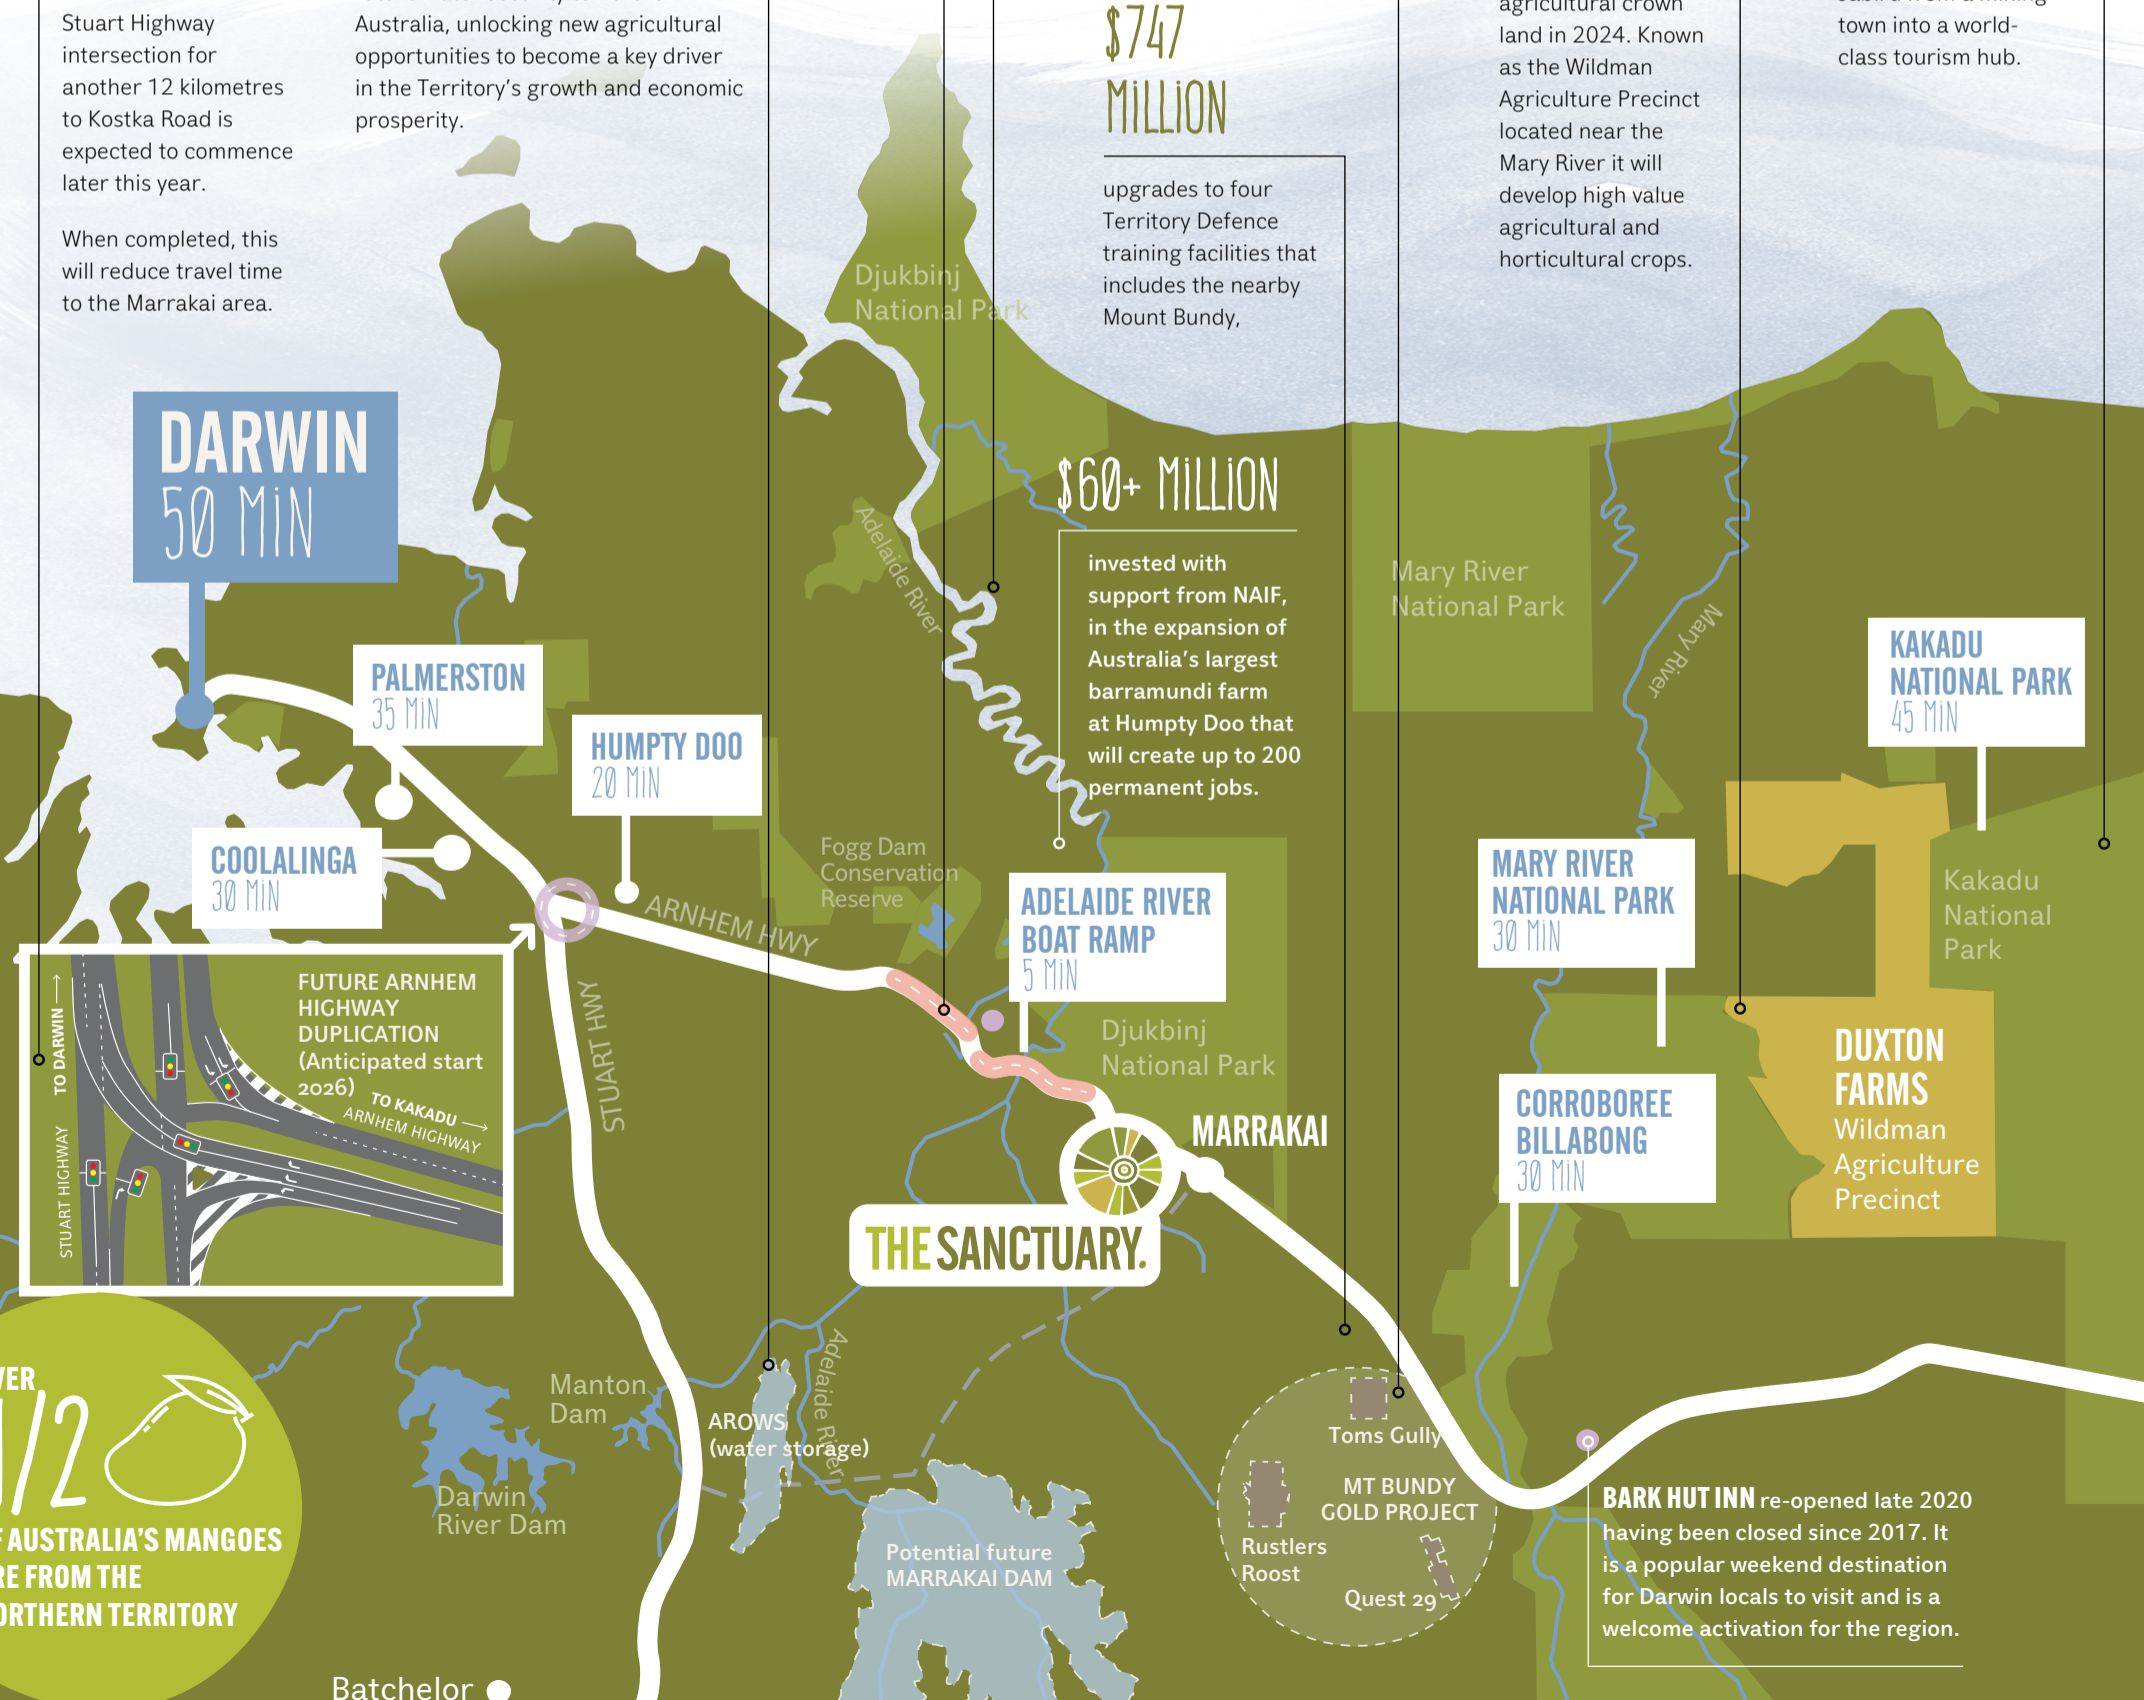 Stuart Highway
intersection for
another 12 kilometres
to Kostka Road is
expected to commence
later this year.
When completed, this
will reduce travel time
to the Marrakai area.
Australia, unlocking new agricultural
opportunities to become a key driver
in the Territory's growth and economic
prosperity.
$747
MILLION
upgrades to four
Territory Defence
training facilities that
includes the nearby
Mount Bundy,
agricultural crown
land in 2024. Known
as the Wildman
Agriculture Precinct
located near the
Mary River it will
develop high value
agricultural and
horticultural crops.
town into a world-
class tourism hub.
Djukbinj
National Park
DARWIN
50 MIN
$60+ MILLION
invested with
support from NAIF,
in the expansion of
Australia's largest
barramundi farm
at Humpty Doo that
will create up to 200
permanent jobs.
Adelaide River
Mary River
National Park
Mary River
KAKADU
NATIONAL PARK
45 MIN
PALMERSTON
35 MIN
HUMPTY DOO
20 MIN
COOLALINGA
30 MIN
Fogg Dam
Conservation
Reserve
ARNHEM HWY
ADELAIDE RIVER
BOAT RAMP
5 MIN
MARY RIVER
NATIONAL PARK
30 MIN
Kakadu
National
Park
FUTURE ARNHEM
HIGHWAY
DUPLICATION
(Anticipated start
2026)
TO DARWIN
STUART HIGHWAY
TO KAKADU
ARNHEM HIGHWAY
STUART HWY
Djukbinj
National Park
DUXTON
FARMS
Wildman
Agriculture
Precinct
CORROBOREE
BILLABONG
30 MIN
MARRAKAI
THE SANCTUARY.
VER
1/2
F AUSTRALIA'S MANGOES
RE FROM THE
ORTHERN TERRITORY
Manton
Dam
AROWS
(water storage)
Adelaide River
Darwin
River Dam
Potential future
MARRAKAI DAM
Toms Gully
MT BUNDY
GOLD PROJECT
Rustlers
Roost
Quest 29
BARK HUT INN re-opened late 2020
having been closed since 2017. It
is a popular weekend destination
for Darwin locals to visit and is a
welcome activation for the region.
Batchelor